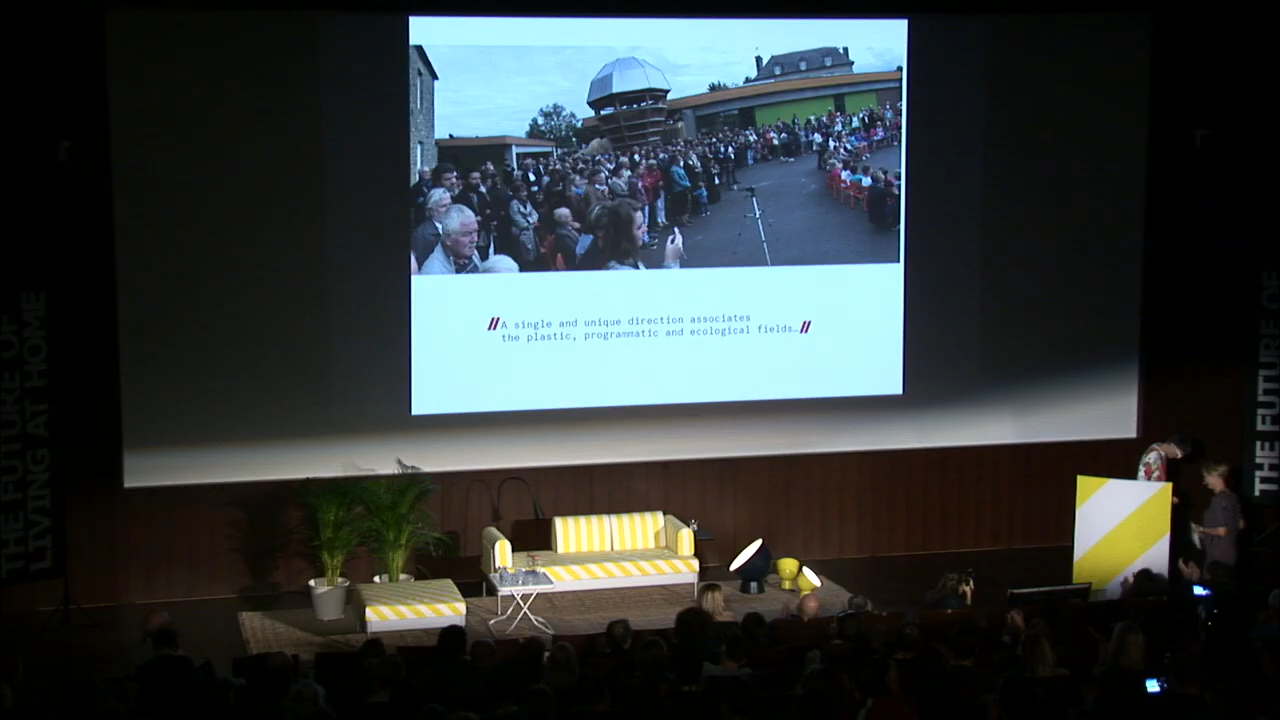 //A single and unique direction associates
the plastic, programmatic and ecological fields…//
THE FUTURE OF
LIVING AT HOME
THE FUTURE OF